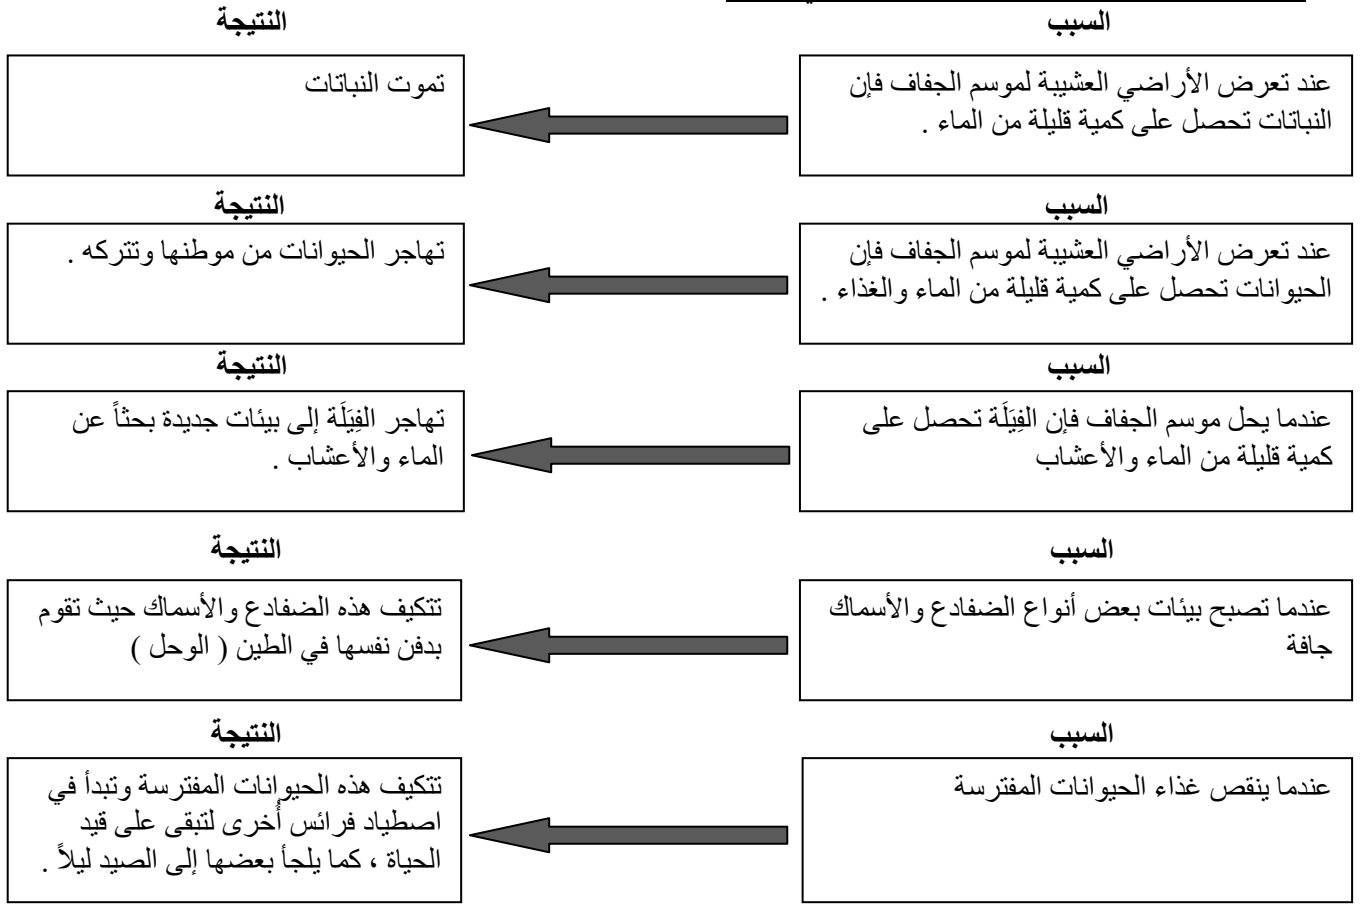 السبب
النتيجة
عند تعرض الأراضي العشيبة لموسم الجفاف فإن
النباتات تحصل على كمية قليلة من الماء .
تموت النباتات
السبب
النتيجة
عند تعرض الأراضي العشيبة لموسم الجفاف فإن
الحيوانات تحصل على كمية قليلة من الماء والغذاء .
تهاجر الحيوانات من موطنها وتتركه .
السبب
النتيجة
عندما يحل موسم الجفاف فإن الفِيَلَة تحصل على
كمية قليلة من الماء والأعشاب
تهاجر الفِيَلَة إلى بيئات جديدة بحثاً عن
الماء والأعشاب .
السبب
النتيجة
عندما تصبح بيئات بعض أنواع الضفادع والأسماك
جافة
تتكيف هذه الضفادع والأسماك حيث تقوم
بدفن نفسها في الطين ( الوحل )
السبب
النتيجة
عندما ينقص غذاء الحيوانات المفترسة
تتكيف هذه الحيوانات المفترسة وتبدأ في
اصطياد فرائس أُخرى لتبقى على قيد
الحياة ، كما يلجأ بعضها إلى الصيد ليلاً .